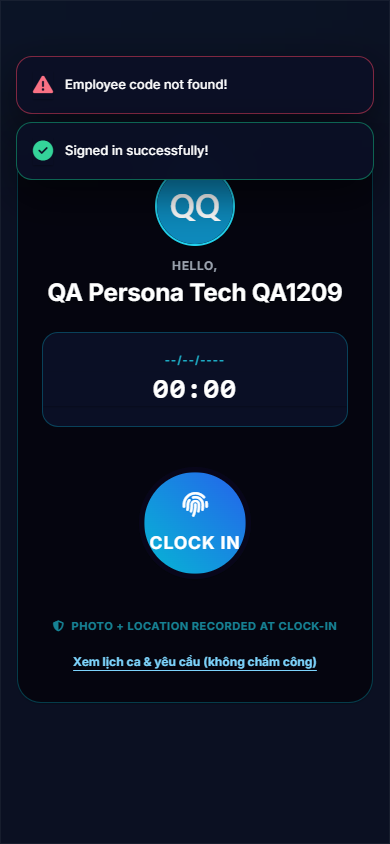 Employee code not found!
Signed in successfully!
QQ
HELLO,
QA Persona Tech QA1209
--/--/----
00:00
CLOCK IN
PHOTO + LOCATION RECORDED AT CLOCK-IN
Xem lịch ca & yêu cầu (không chấm công)